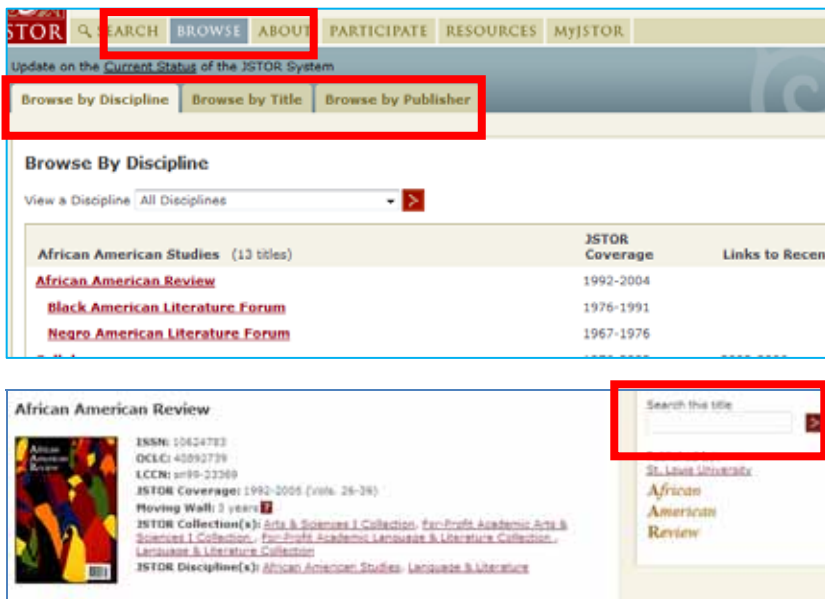 STOR SEARCH BROWSE ABOUT PARTICIPATE RESOURCES MyJSTOR
Update on the Current Status of the JSTOR System
Browse by Discipline Browse by Title Browse by Publisher
Browse By Discipline
View a Discipline All Disciplines
African American Studies (13 titles) JSTOR Coverage Links to Recen
African American Review 1992-2004
Black American Literature Forum 1976-1991
Negro American Literature Forum 1967-1976
African American Review
ISSN: 10624783
OCLC: 40892739
LCCN: sn99-23369
JSTOR Coverage: 1992-2005 (Vols. 26-39)
Moving Wall: 3 years
JSTOR Collection(s): Arts & Sciences I Collection, For-Profit Academic Arts &
Sciences I Collection, For-Profit Academic Language & Literature Collection,
Language & Literature Collection
JSTOR Discipline(s): African American Studies, Language & Literature
Search this title
St. Louis University
African
American
Review